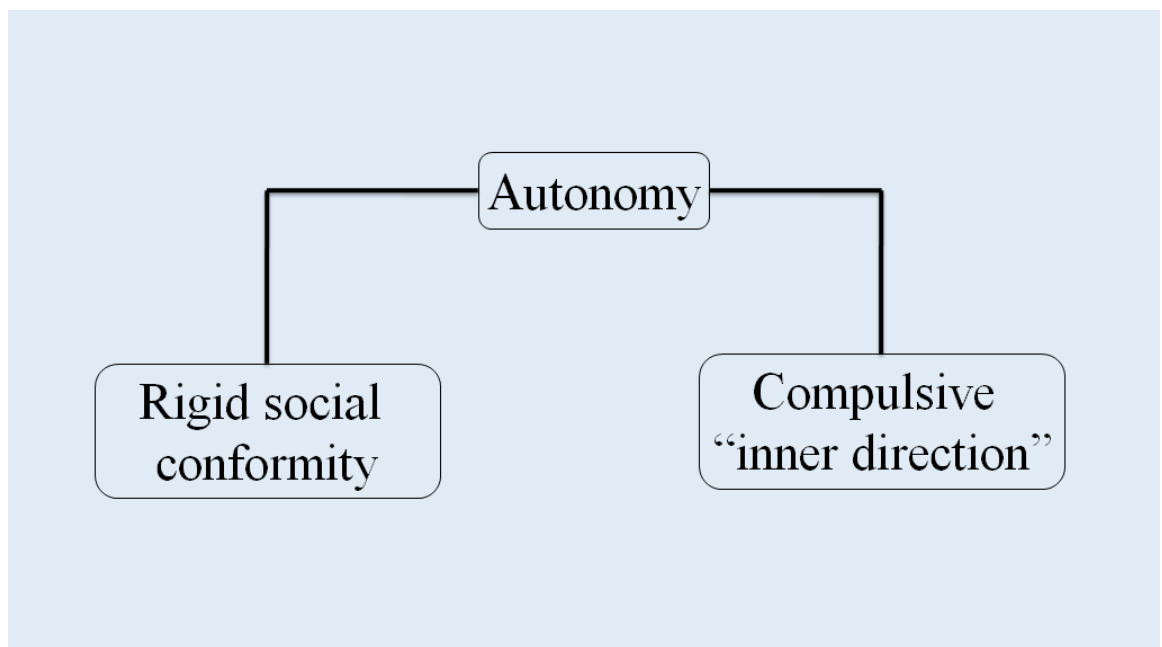 Autonomy
Rigid social
conformity
Compulsive
“inner direction”